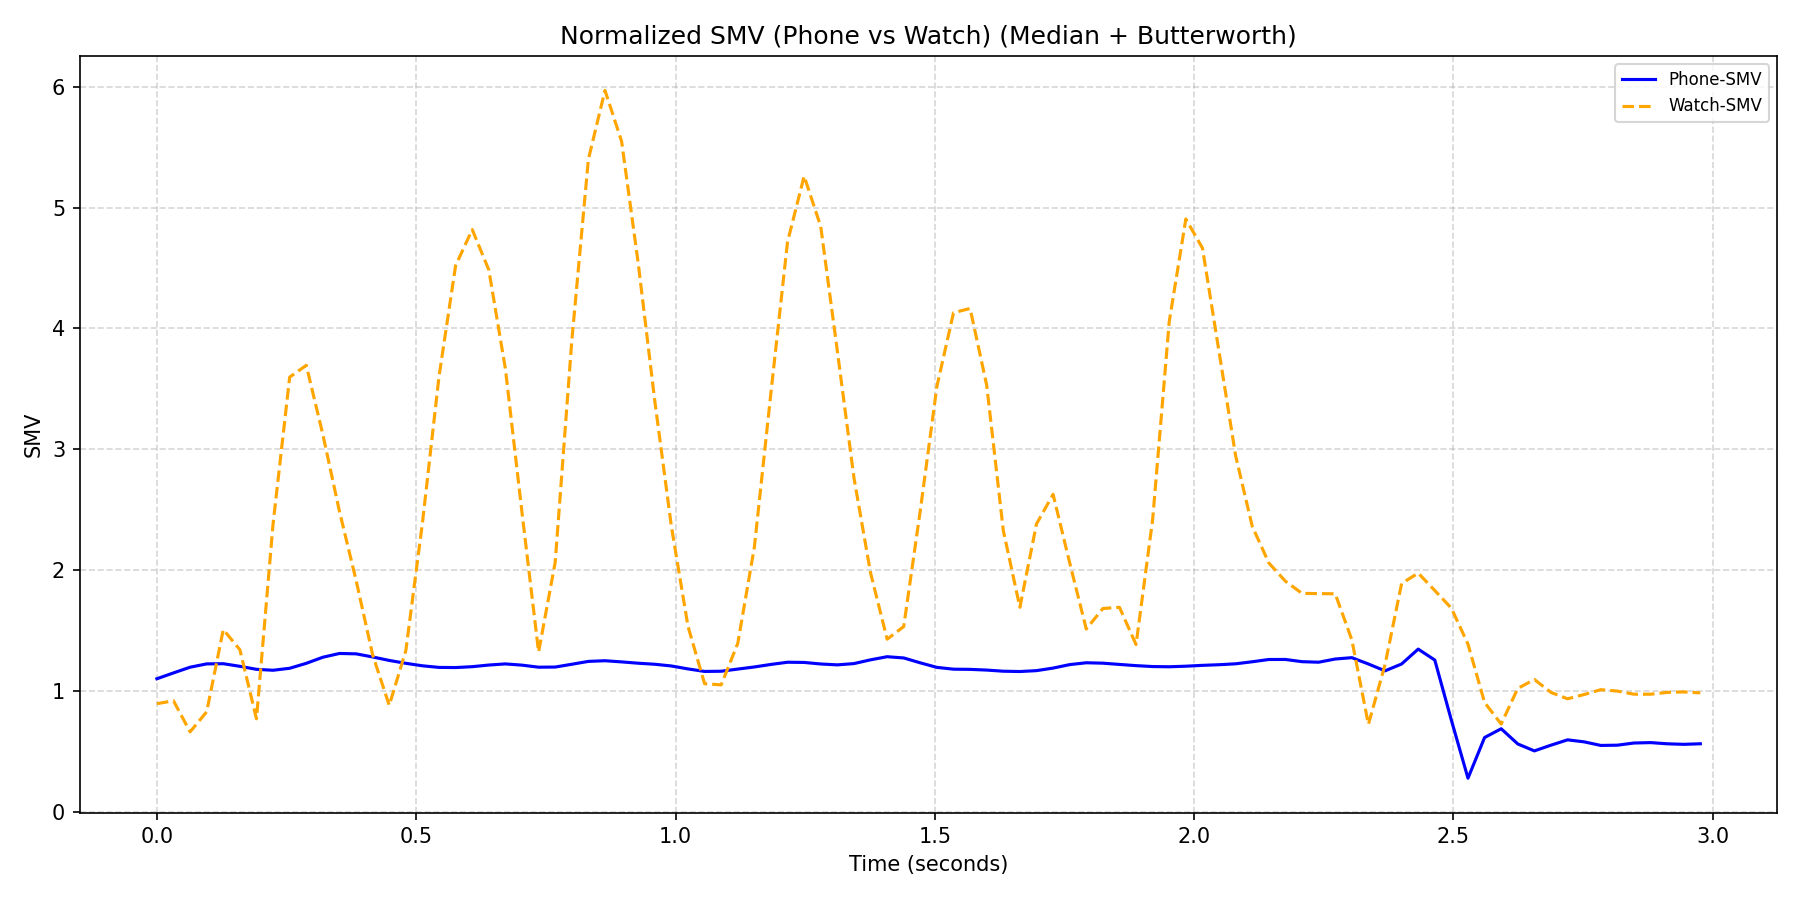 Normalized SMV (Phone vs Watch) (Median + Butterworth)
Phone-SMV
Watch-SMV
SMV
6
5
4
3
2
1
0
0.0 0.5 1.0 1.5 2.0 2.5 3.0
Time (seconds)